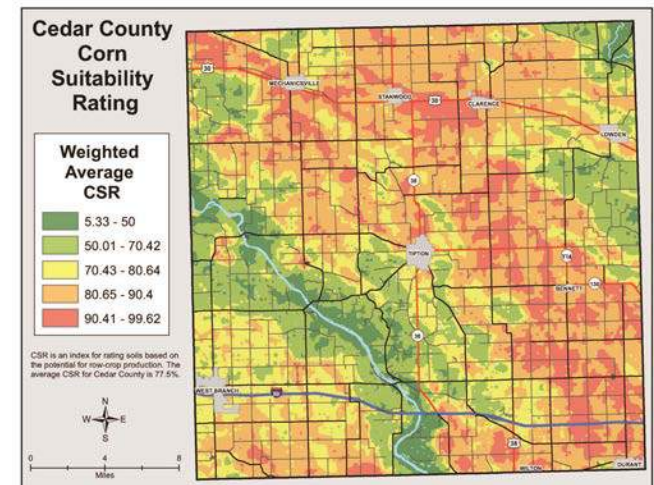 Cedar County
Corn
Suitability
Rating
Weighted
Average
CSR
5.33 - 50
50.01 - 70.42
70.43 - 80.64
80.65 - 90.4
90.41 - 99.62
CSR is an index for rating soils based on
the potential for row-crop production. The
average CSR for Cedar County is 77.5%.
N
W E
S
0 4 8
Miles
30
MECHANICSVILLE
STANWOOD
30
CLARENCE
LOWDEN
38
TIPTON
BENNETT
130
38
WEST BRANCH
80
38
WILTON
DURANT